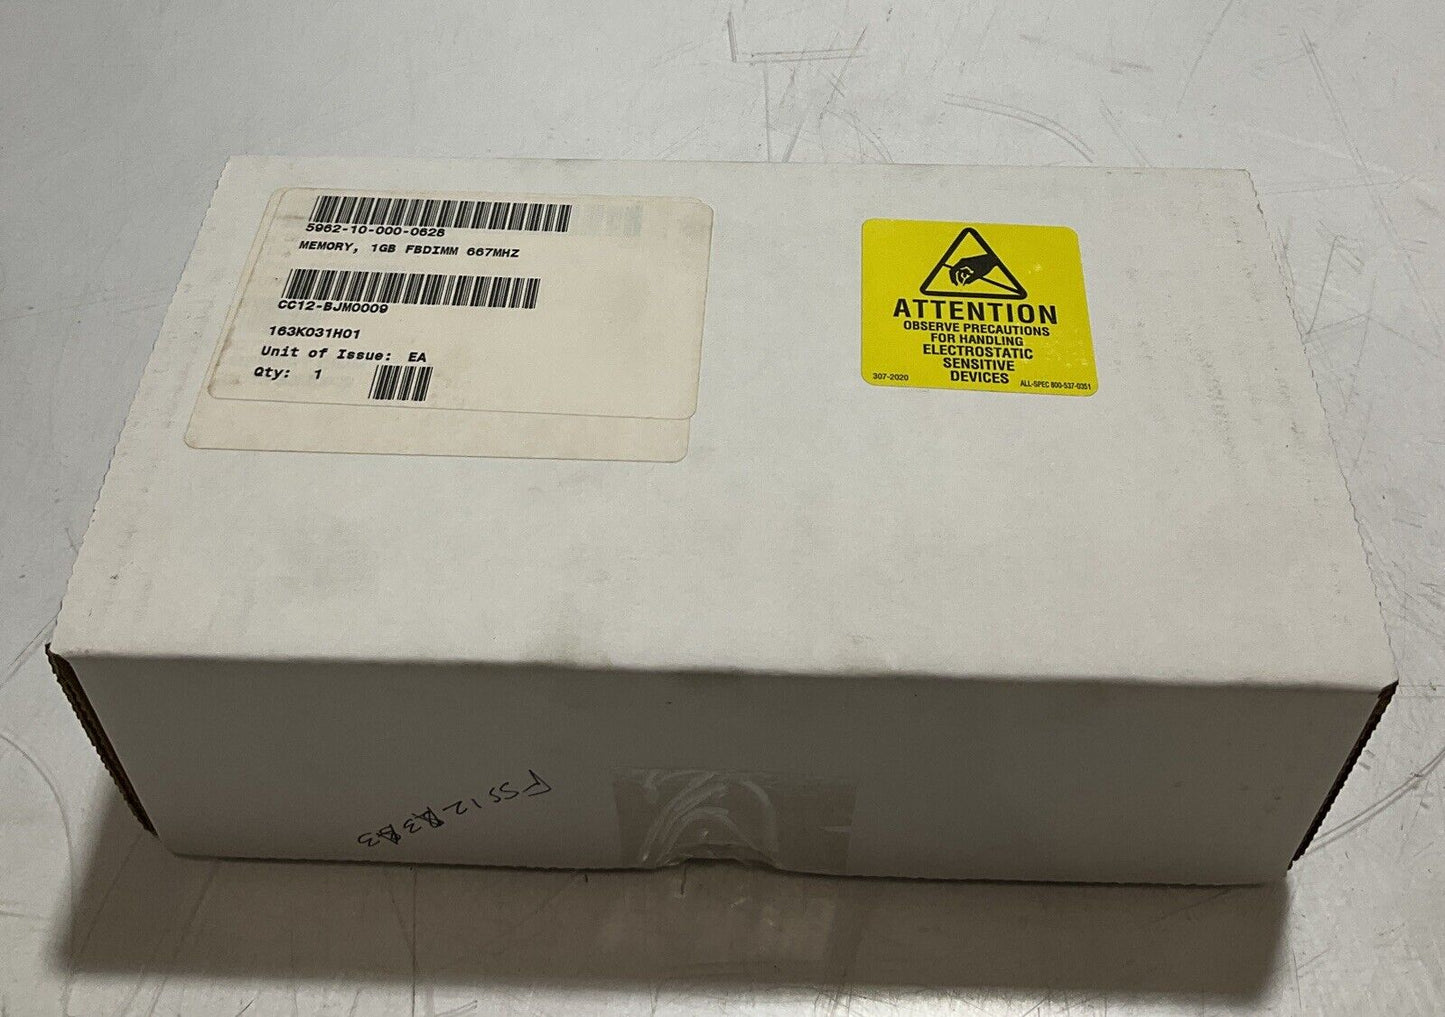 5962-10-000-0628
MEMORY, 1GB FBDIMM 667MHZ
CC12-BJM0009
163K031H01
Unit of Issue: EA
Qty: 1
ATTENTION
OBSERVE PRECAUTIONS
FOR HANDLING
ELECTROSTATIC
SENSITIVE
DEVICES
307-2020
ALL-SPEC 800-537-0351